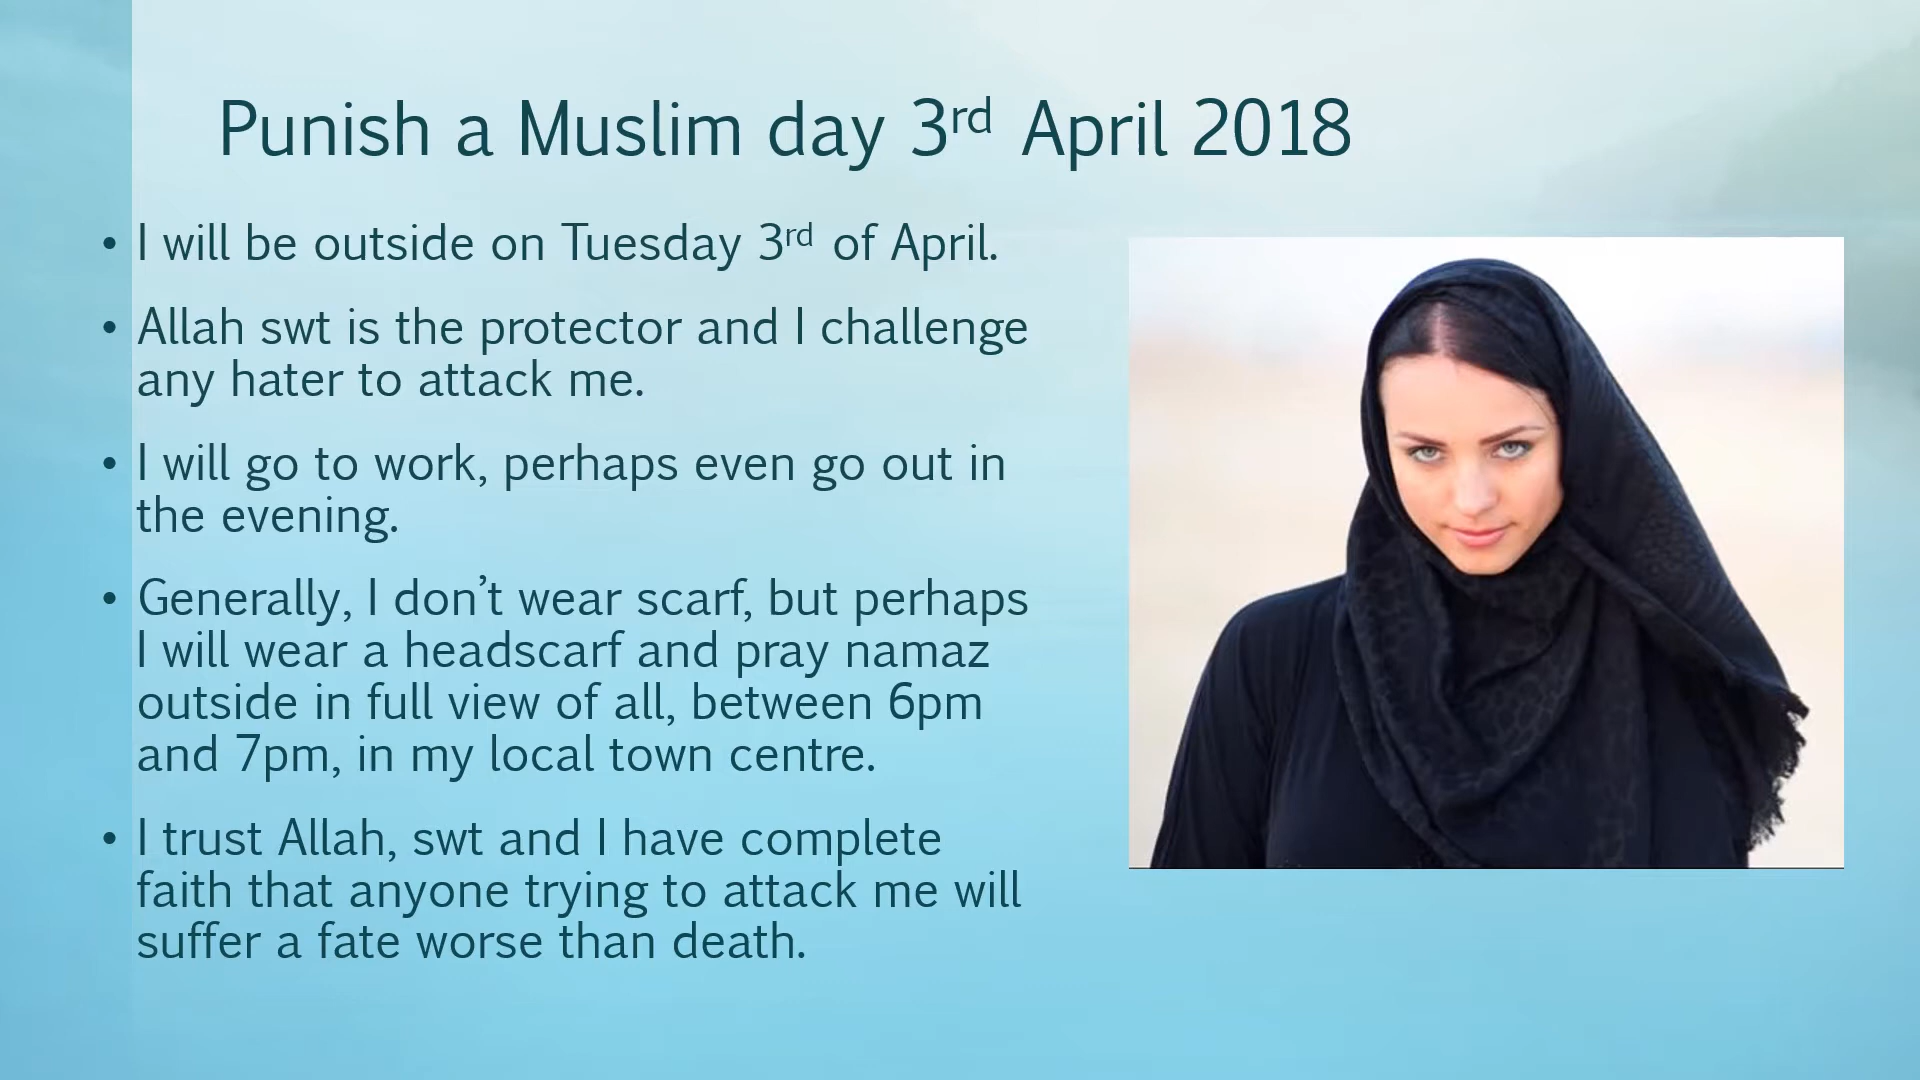 Punish a Muslim day 3rd April 2018
• I will be outside on Tuesday 3rd of April.
• Allah swt is the protector and I challenge
any hater to attack me.
• I will go to work, perhaps even go out in
the evening.
• Generally, I don’t wear scarf, but perhaps
I will wear a headscarf and pray namaz
outside in full view of all, between 6pm
and 7pm, in my local town centre.
• I trust Allah, swt and I have complete
faith that anyone trying to attack me will
suffer a fate worse than death.